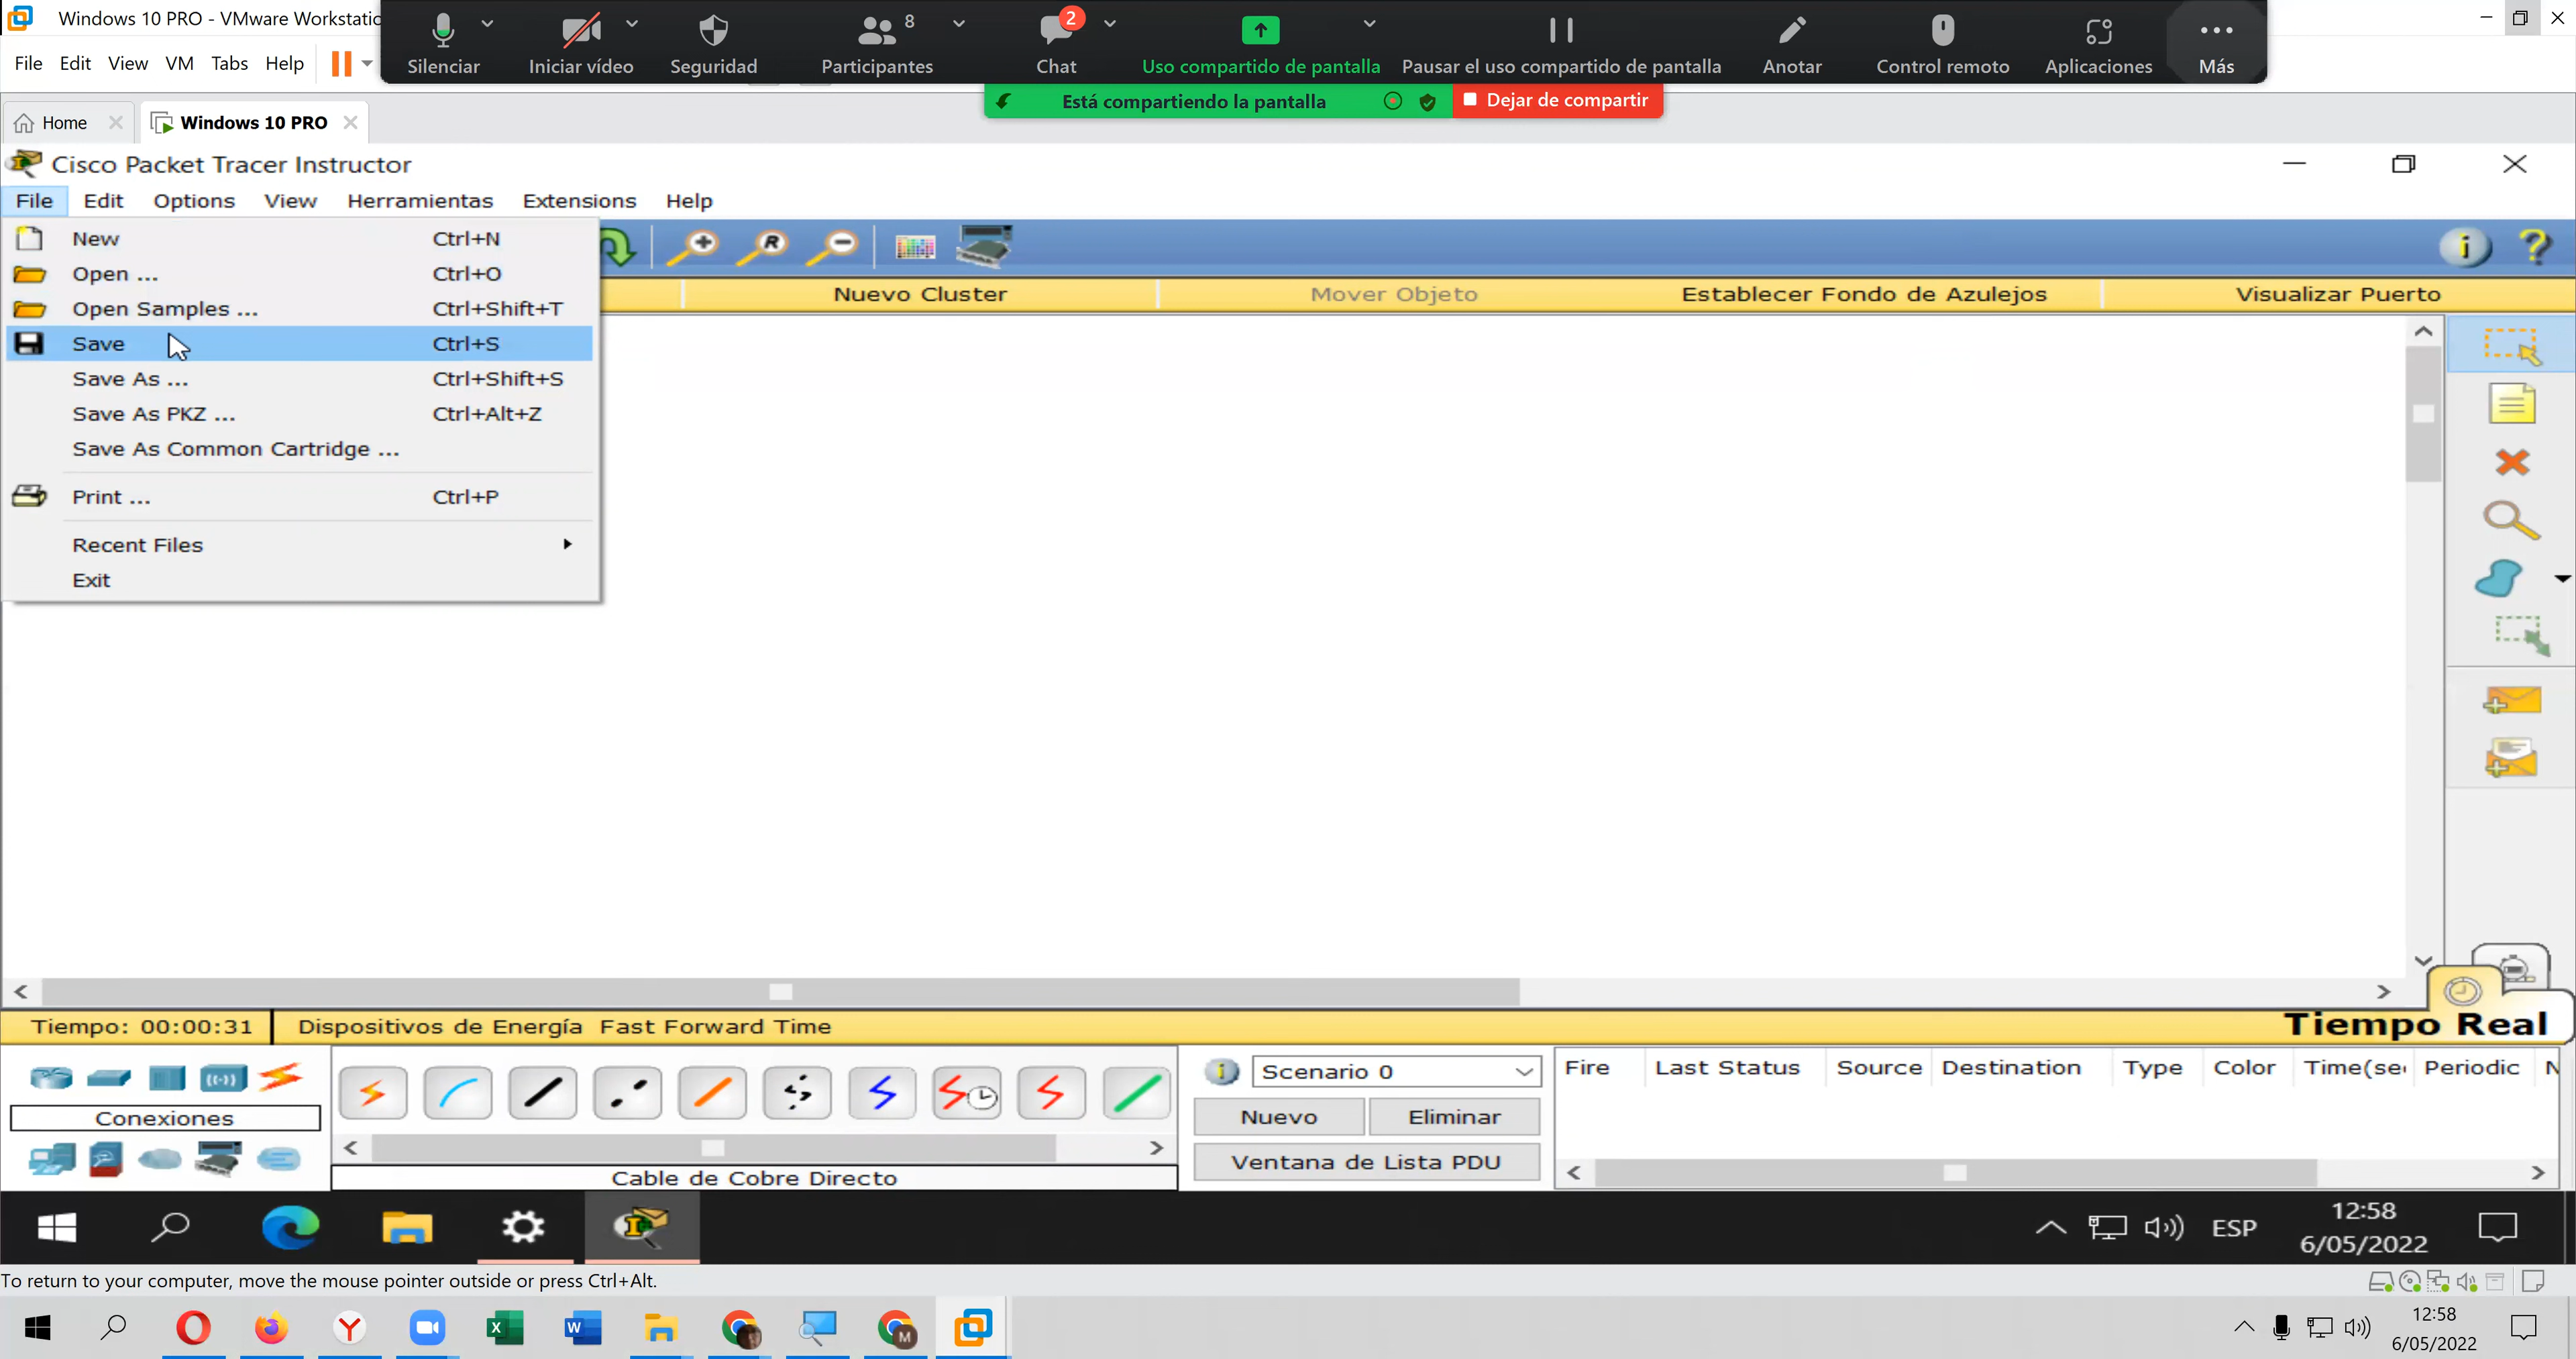 Windows 10 PRO - VMware Workstatio
File Edit View VM Tabs Help
Silenciar Iniciar vídeo Seguridad Participantes 8 Chat 2 Uso compartido de pantalla Pausar el uso compartido de pantalla Anotar Control remoto Aplicaciones Más
Está compartiendo la pantalla Dejar de compartir
Home Windows 10 PRO
Cisco Packet Tracer Instructor
File Edit Options View Herramientas Extensions Help
New Ctrl+N
Open ... Ctrl+O
Open Samples ... Ctrl+Shift+T
Save Ctrl+S
Save As ... Ctrl+Shift+S
Save As PKZ ... Ctrl+Alt+Z
Save As Common Cartridge ...
Print ... Ctrl+P
Recent Files
Exit
R
Nuevo Cluster Mover Objeto Establecer Fondo de Azulejos Visualizar Puerto
Tiempo: 00:00:31 Dispositivos de Energía Fast Forward Time Tiempo Real
Conexiones
Cable de Cobre Directo
Scenario 0
Nuevo Eliminar
Ventana de Lista PDU
Fire Last Status Source Destination Type Color Time(sec Periodic N
ESP 12:58
6/05/2022
To return to your computer, move the mouse pointer outside or press Ctrl+Alt.
12:58
6/05/2022